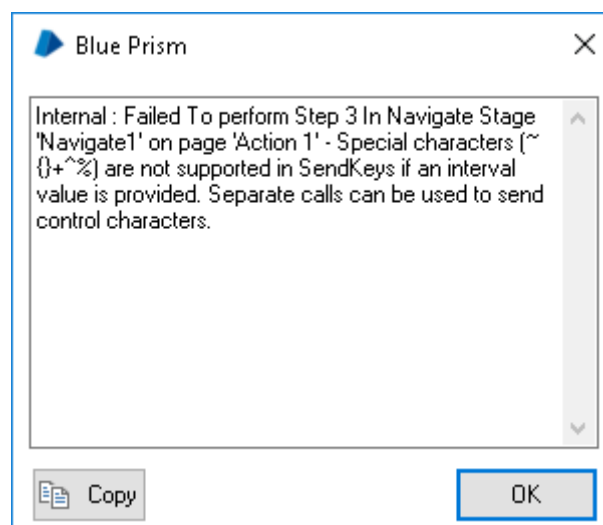 Blue Prism
Internal : Failed To perform Step 3 In Navigate Stage
'Navigate1' on page 'Action 1' - Special characters (~
{}+^%) are not supported in SendKeys if an interval
value is provided. Separate calls can be used to send
control characters.
Copy
OK